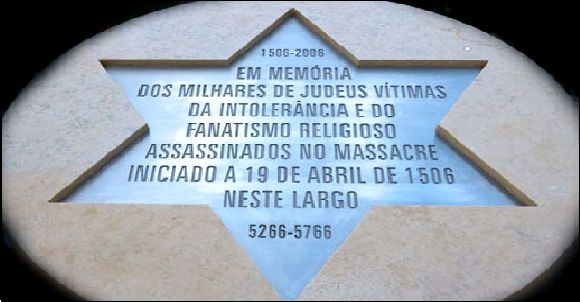 1506-2006
EM MEMÓRIA
DOS MILHARES DE JUDEUS VÍTIMAS
DA INTOLERÂNCIA E DO
FANATISMO RELIGIOSO
ASSASSINADOS NO MASSACRE
INICIADO A 19 DE ABRIL DE 1506
NESTE LARGO
5266-5766